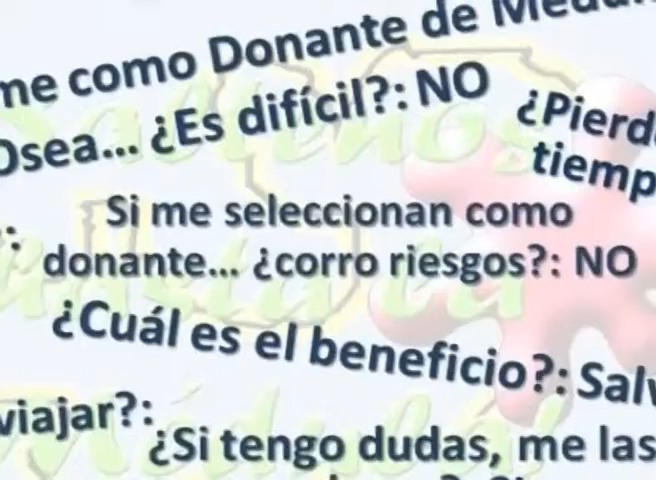 me como Donante de
Osea... ¿Es difícil?: NO
¿Pierd
tiemp
Si me seleccionan como
donante... ¿corro riesgos?: NO
¿Cuál es el beneficio?: Salv
viajar?:
¿Si tengo dudas, me las